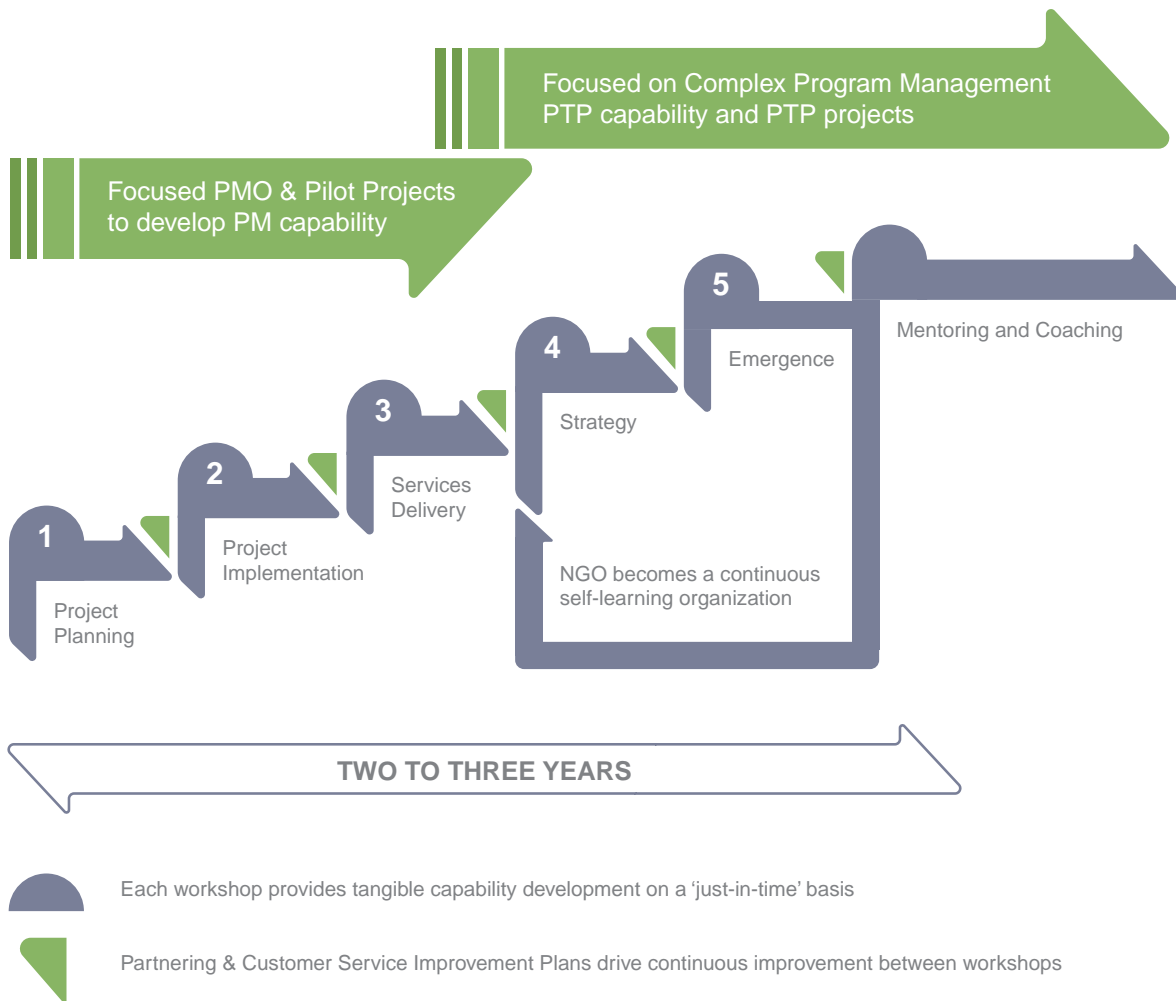 Focused on Complex Program Management
PTP capability and PTP projects
Focused PMO & Pilot Projects
to develop PM capability
5
Mentoring and Coaching
4
Emergence
3
Strategy
2
Services
Delivery
1
Project
Implementation
NGO becomes a continuous
self-learning organization
Project
Planning
TWO TO THREE YEARS
Each workshop provides tangible capability development on a ‘just-in-time’ basis
Partnering & Customer Service Improvement Plans drive continuous improvement between workshops